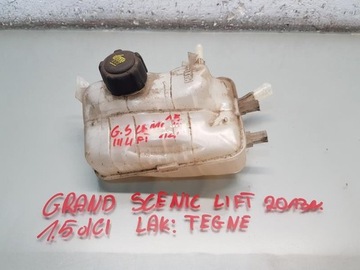 G.S
GRAND SCENIC LIFT 2013r.
1,5dCI LAK: TEGNE